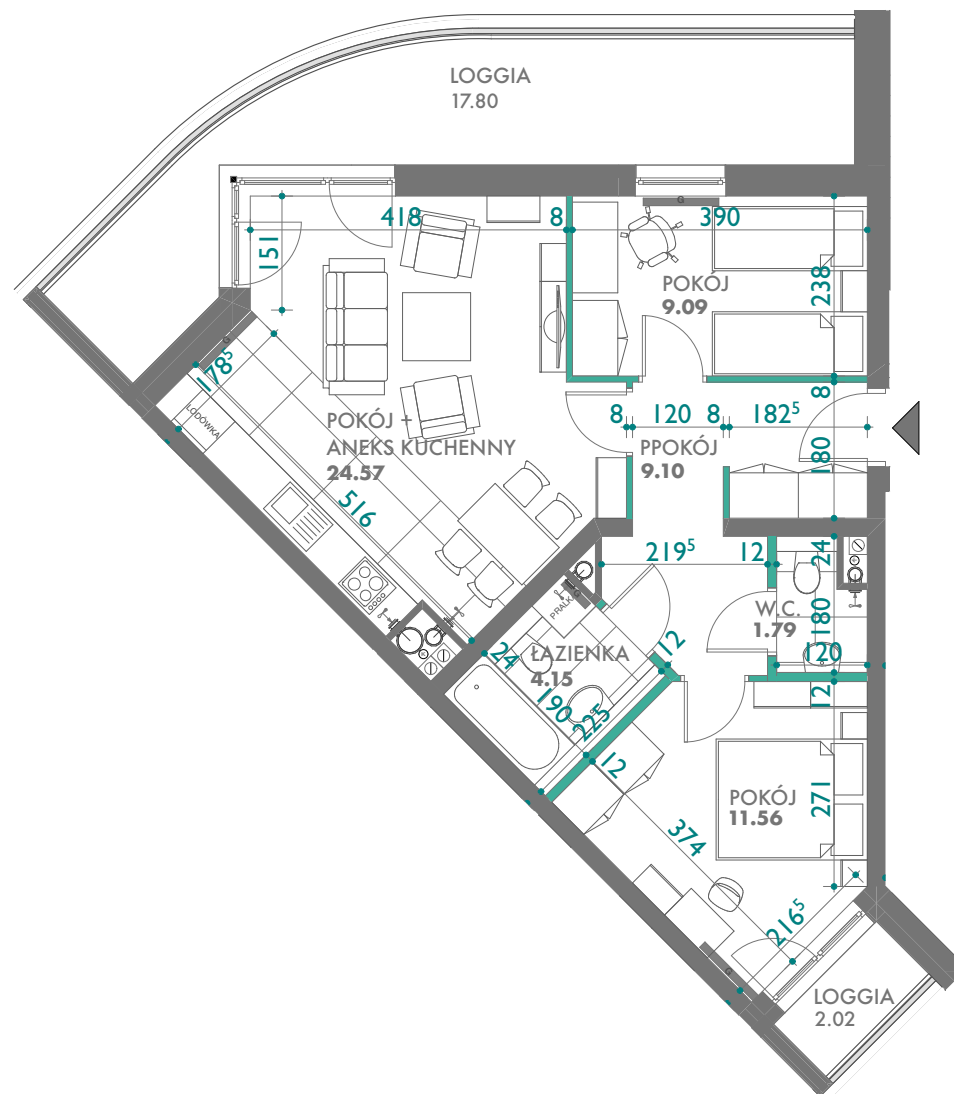 LOGGIA
17.80
418
8
390
G
151
POKÓJ
9.09
238
G
178⁵
LODÓWKA
POKÓJ +
ANEKS KUCHENNY
24.57
8
120
8
182⁵
8
PPOKÓJ
9.10
180
516
219⁵
12
24
W.C.
1.79
180
120
PRALKA
G
ŁAZIENKA
4.15
24
190
225
12
12
12
POKÓJ
11.56
271
374
216⁵
G
LOGGIA
2.02